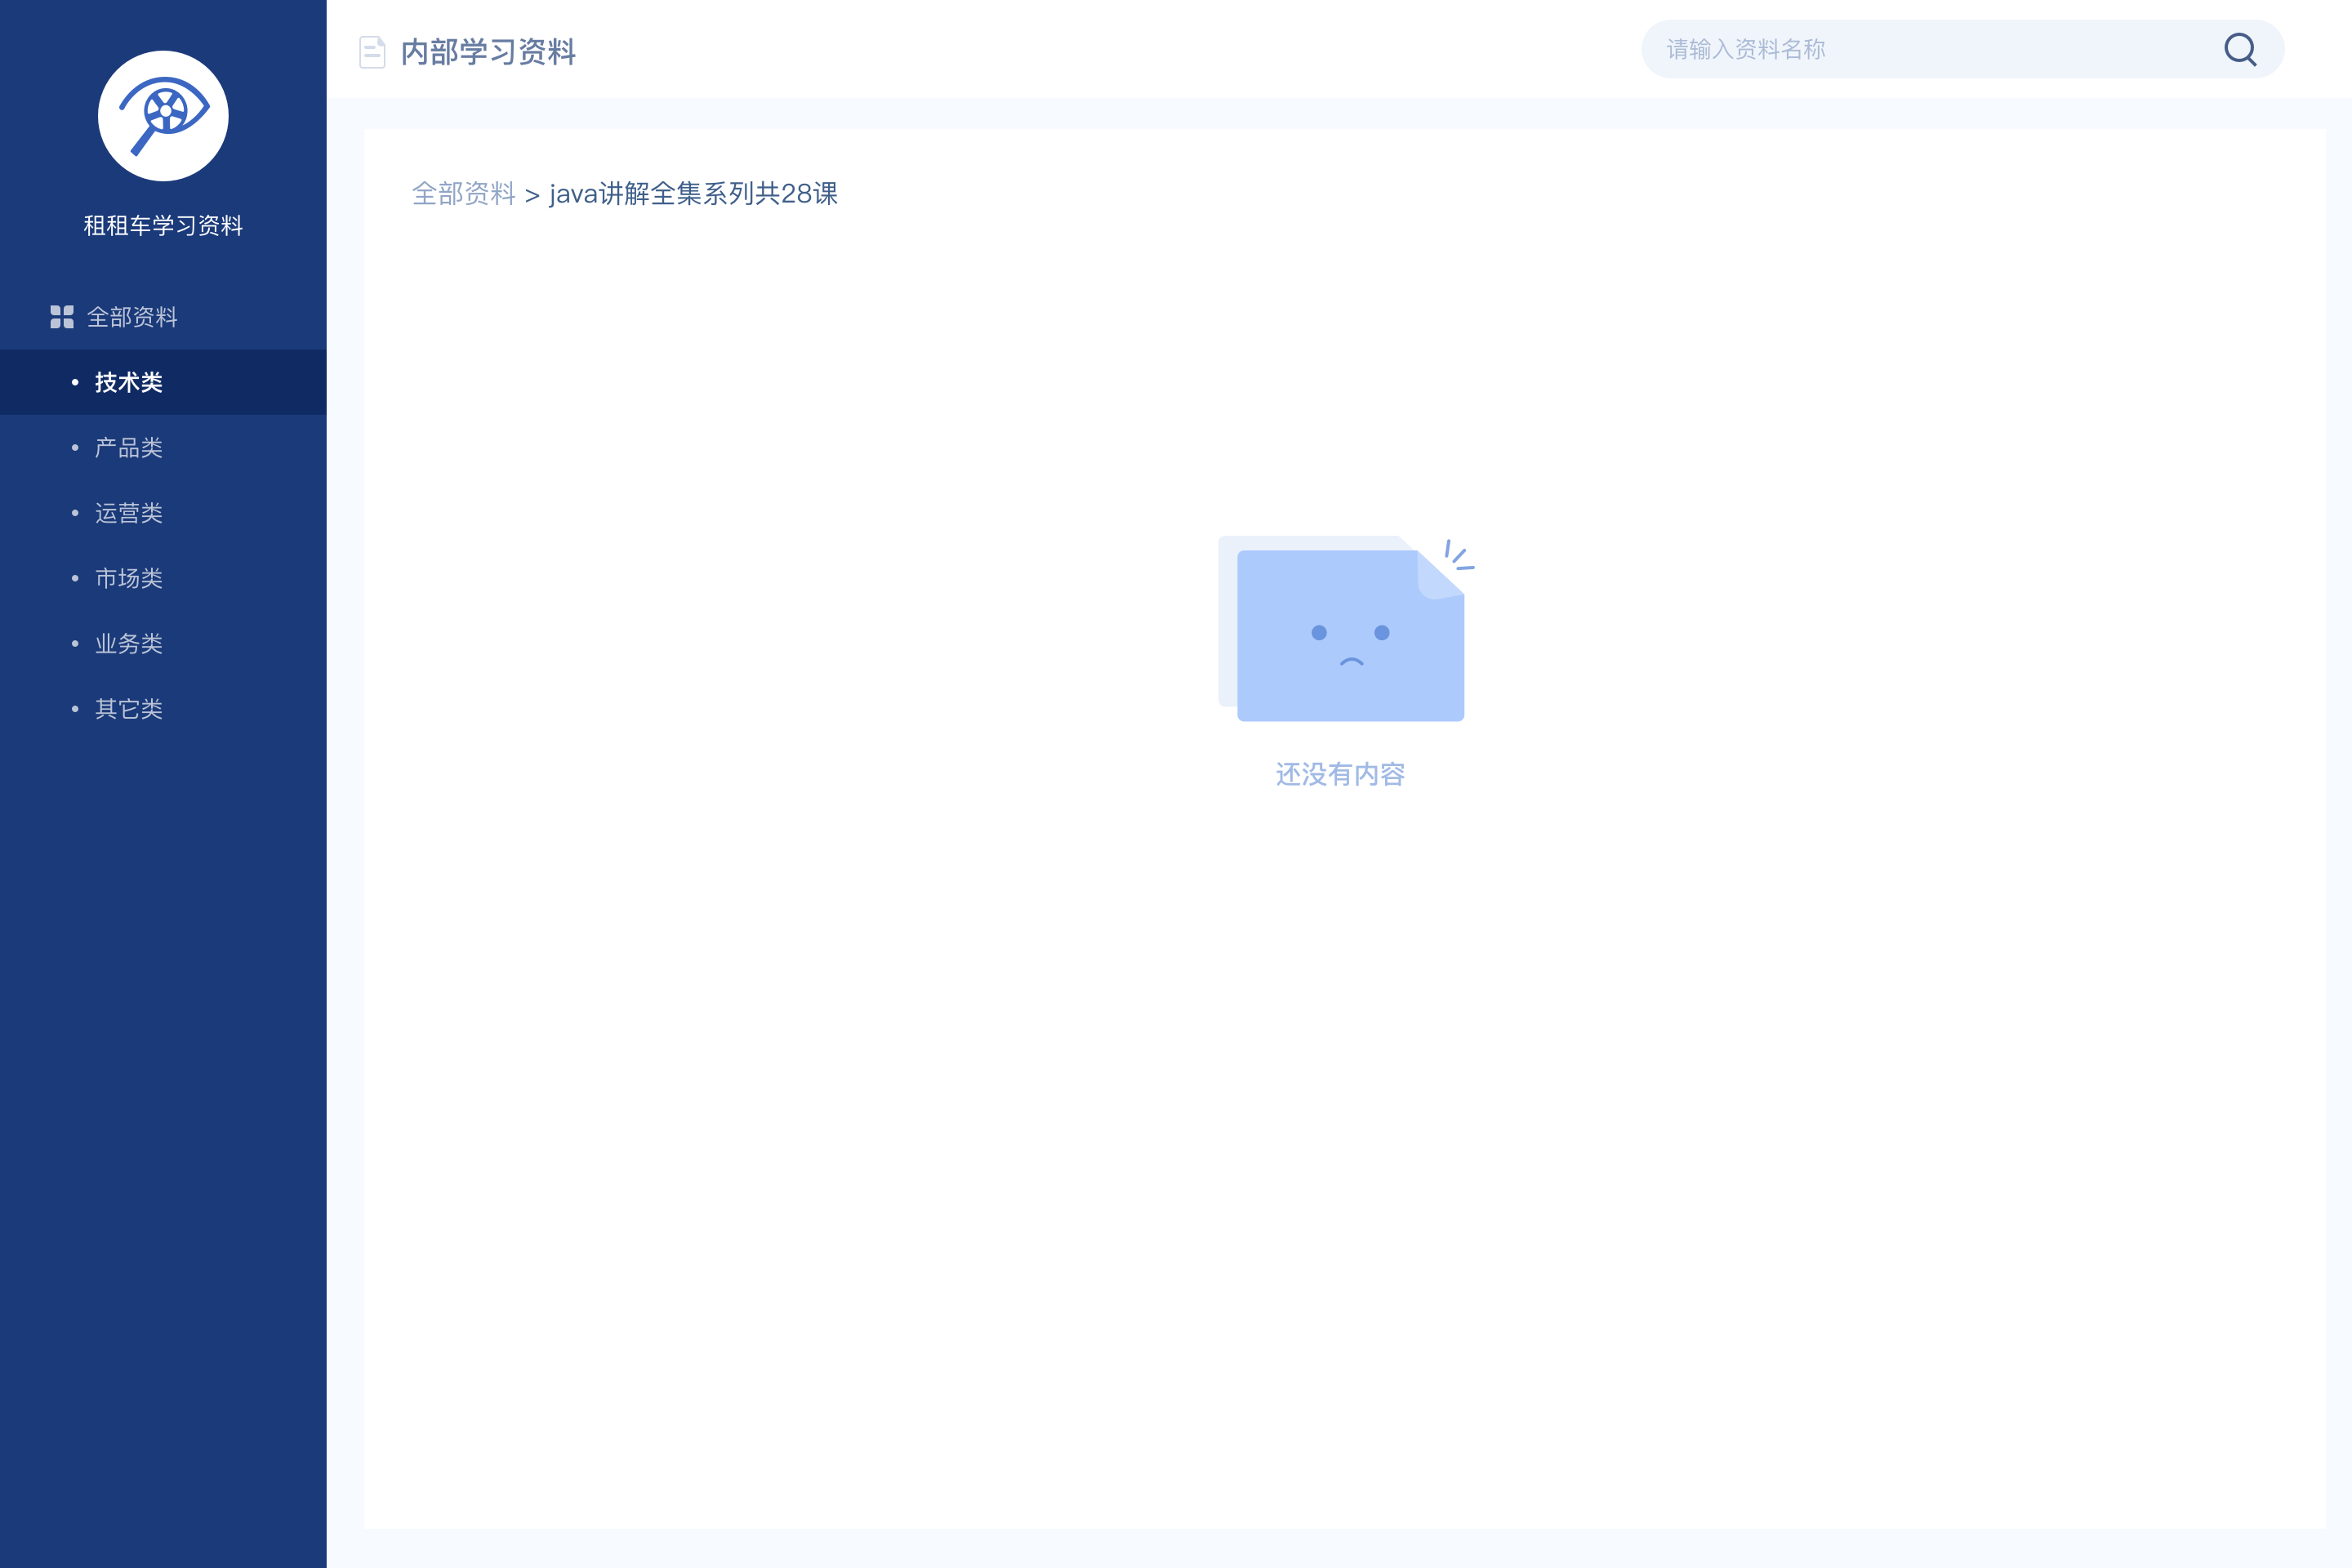 租租车学习资料
全部资料
技术类
产品类
运营类
市场类
业务类
其它类
内部学习资料
请输入资料名称
全部资料 > java讲解全集系列共28课
还没有内容